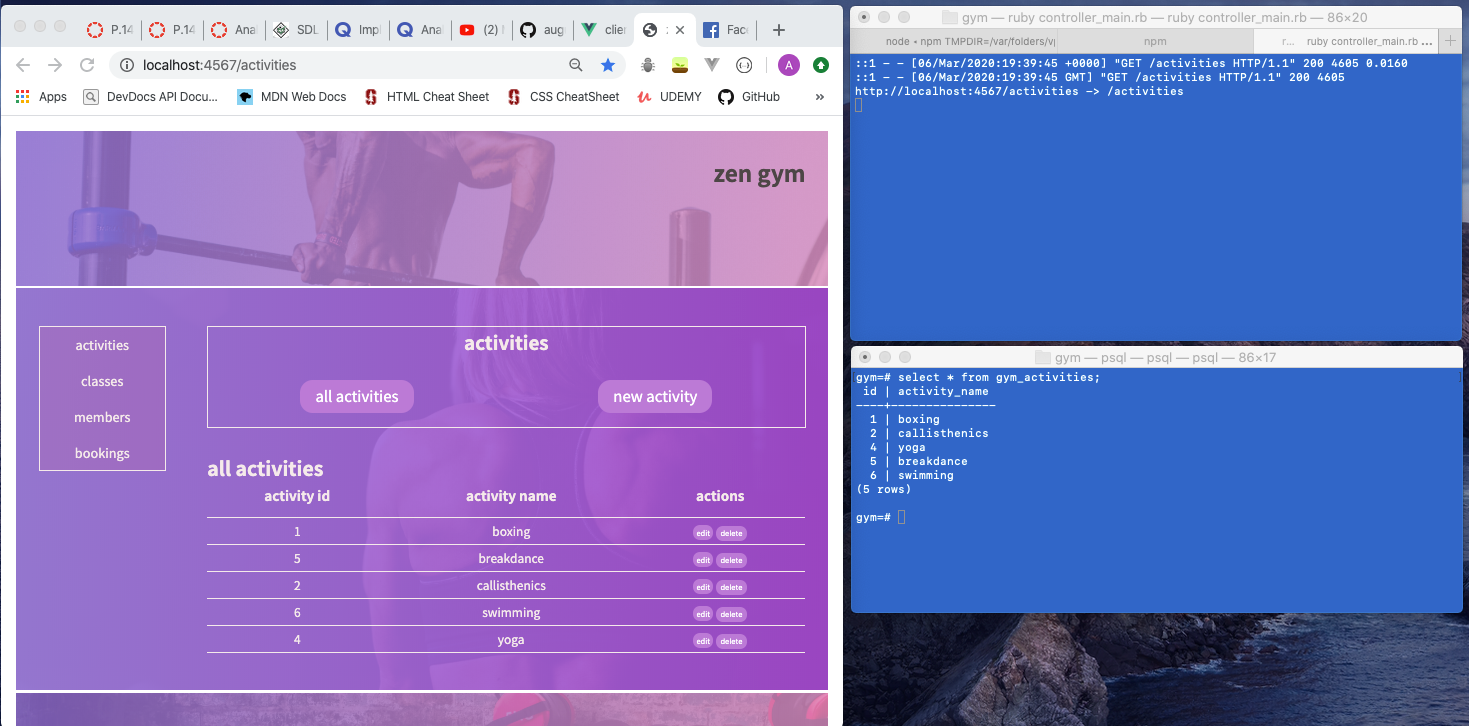 P.14
P.14
Ana
SDL
Impl
Anal
(2)
aug
clien
Face
localhost:4567/activities
A
Apps
DevDocs API Docu...
MDN Web Docs
HTML Cheat Sheet
CSS CheatSheet
UDEMY
GitHub
»
zen gym
activities
classes
members
bookings
activities
all activities
new activity
all activities
activity id activity name actions
1 boxing edit delete
5 breakdance edit delete
2 callisthenics edit delete
6 swimming edit delete
4 yoga edit delete
gym — ruby controller_main.rb — ruby controller_main.rb — 86×20
node • npm TMPDIR=/var/folders/
npm
r... ruby controller_main.rb ...
::1 - - [06/Mar/2020:19:39:45 +0000] "GET /activities HTTP/1.1" 200 4605 0.0160
::1 - - [06/Mar/2020:19:39:45 GMT] "GET /activities HTTP/1.1" 200 4605
http://localhost:4567/activities -> /activities
gym — psql — psql — psql — 86×17
gym=# select * from gym_activities;
 id | activity_name
----+---------------
  1 | boxing
  2 | callisthenics
  4 | yoga
  5 | breakdance
  6 | swimming
(5 rows)
gym=#